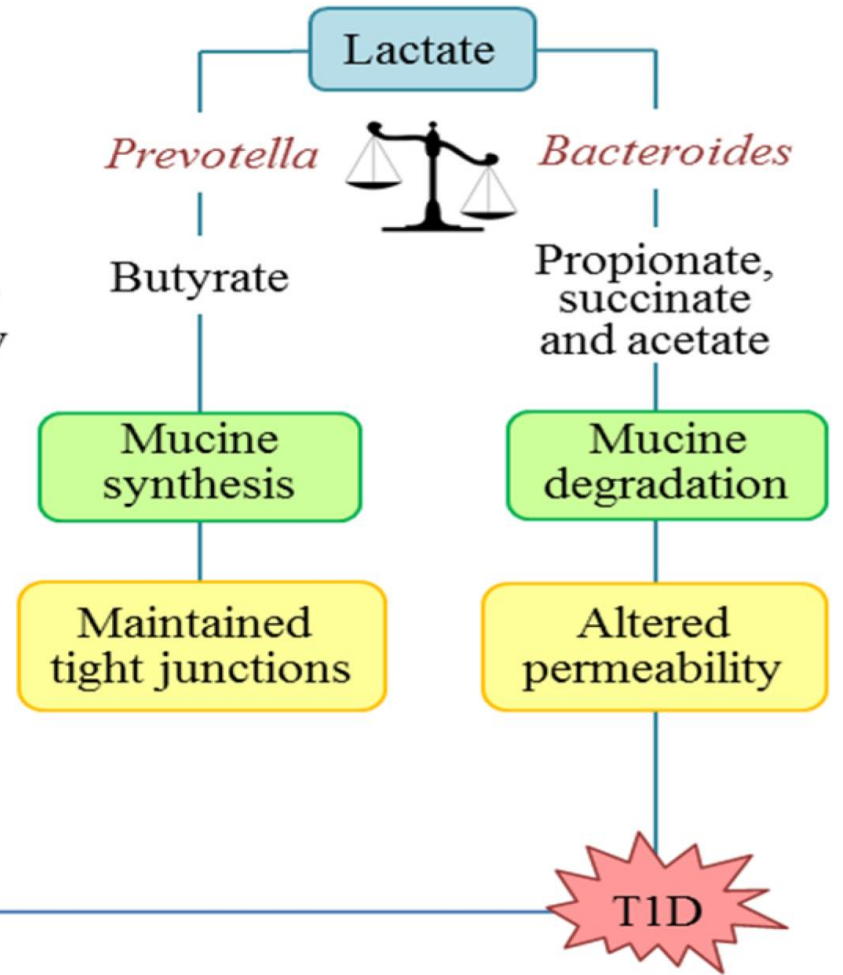 Lactate
Prevotella
Bacteroides
Butyrate
Propionate,
succinate
and acetate
Mucine
synthesis
Mucine
degradation
Maintained
tight junctions
Altered
permeability
T1D